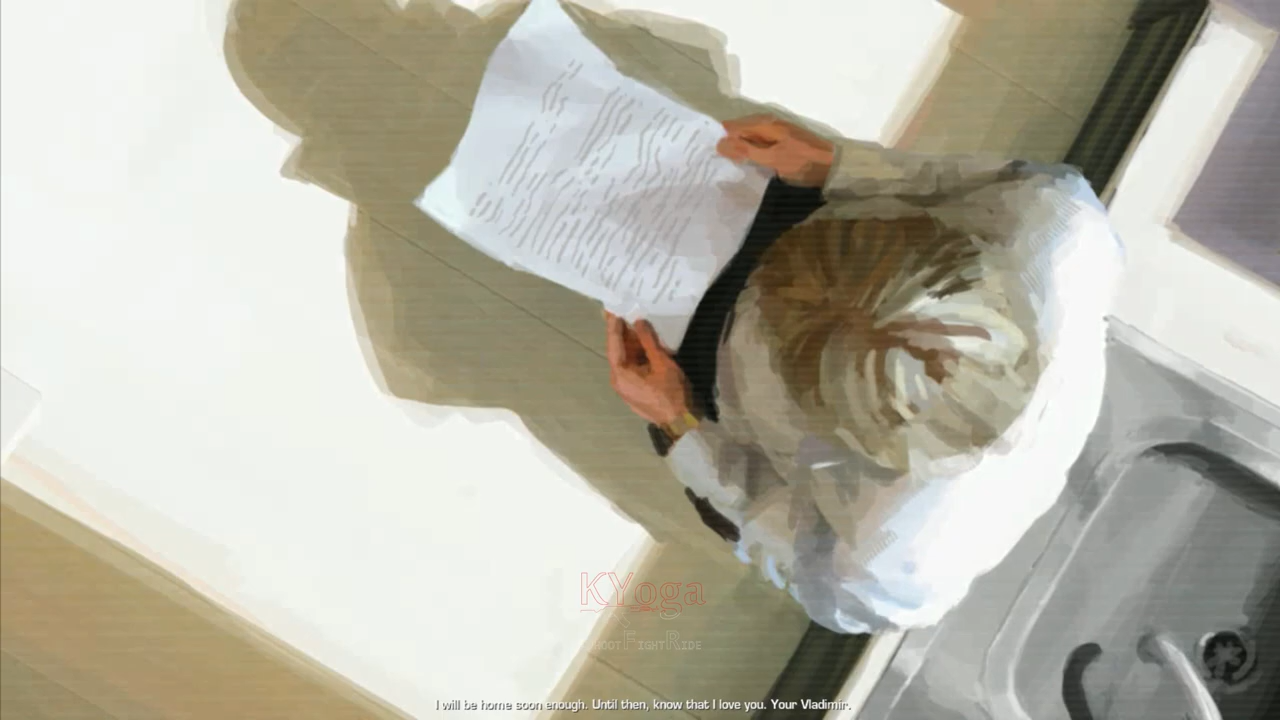 KYoga
ShootFightRide
I will be home soon enough. Until then, know that I love you. Your Vladimir.